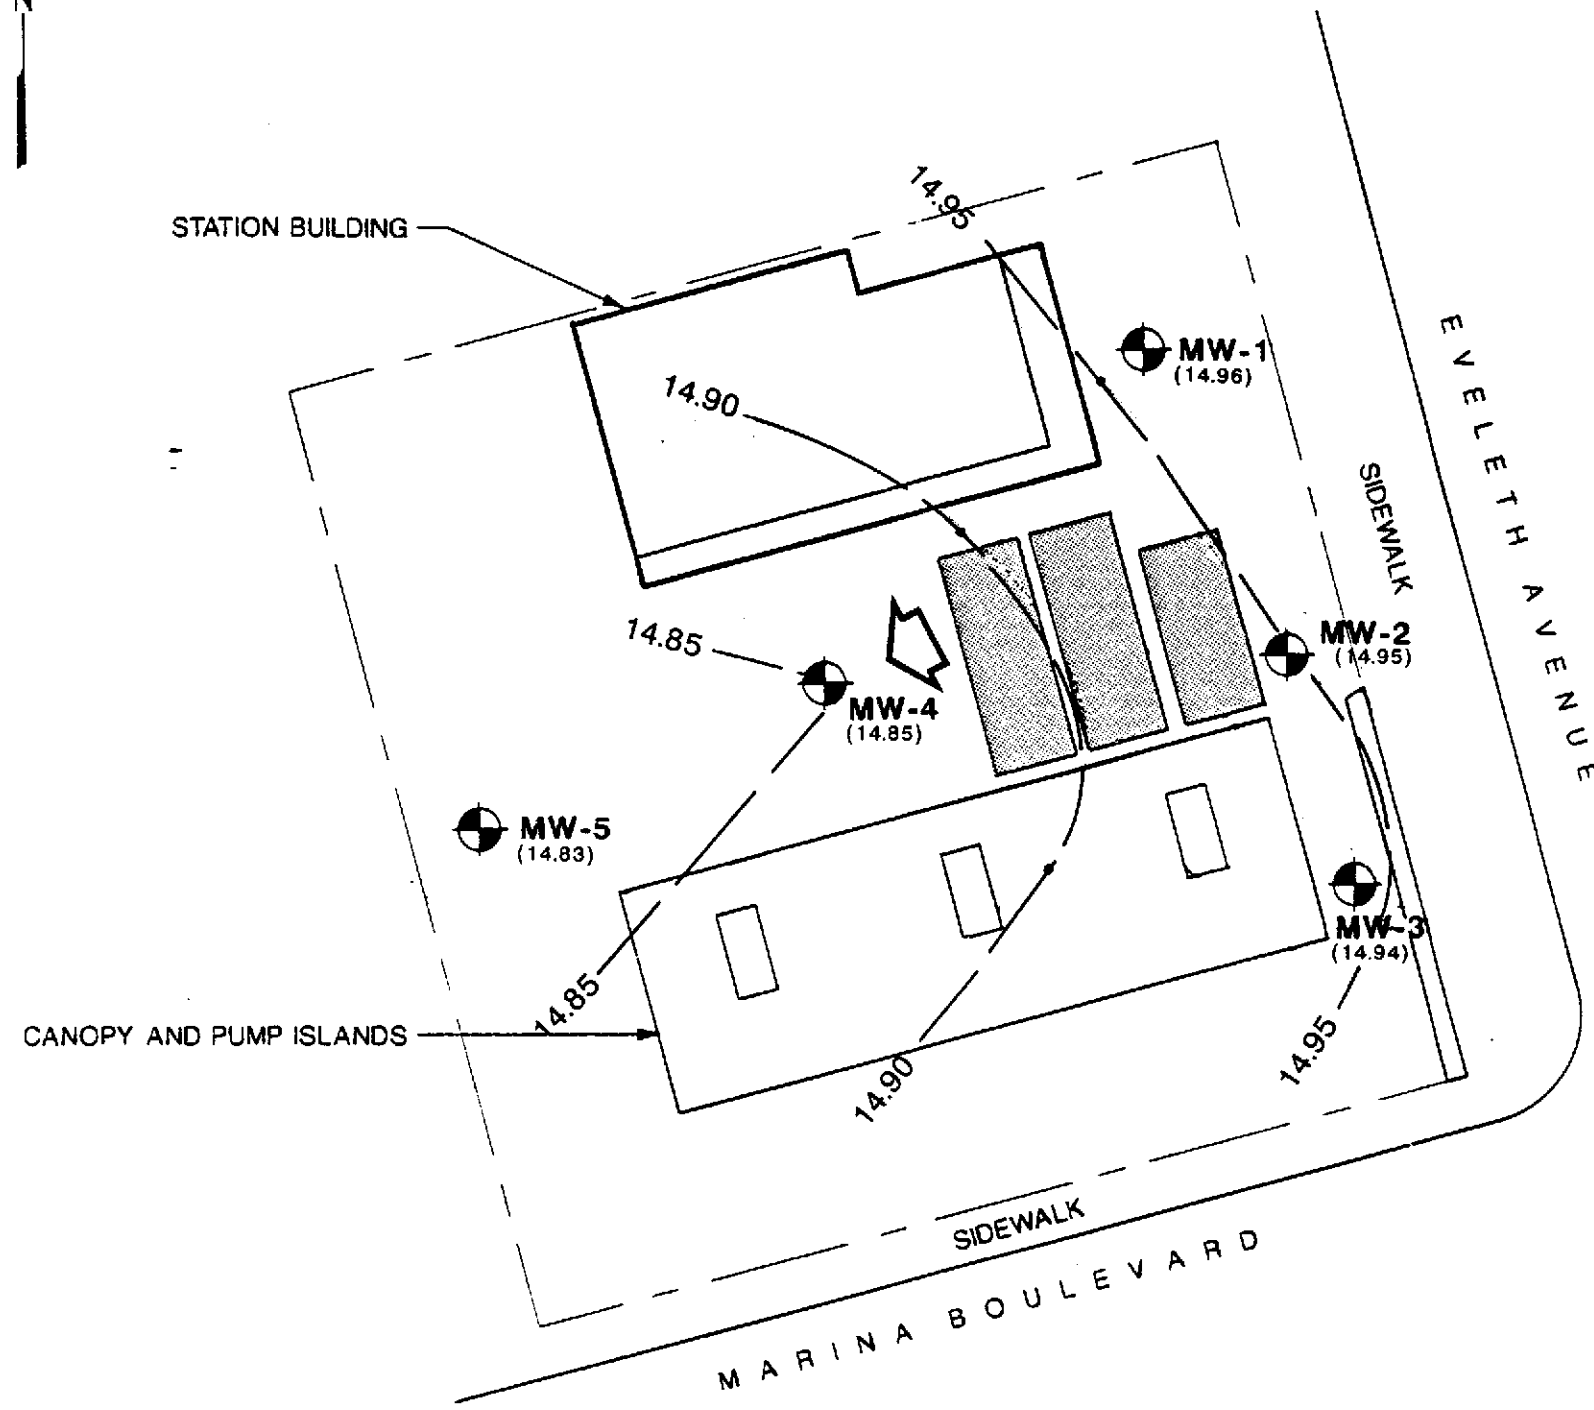 N
14.95
STATION BUILDING
MW-1
(14.96)
EVELETH AVENUE
14.90
SIDEWALK
14.85
MW-2
(14.95)
MW-4
(14.85)
MW-5
(14.83)
MW-3
(14.94)
14.85
CANOPY AND PUMP ISLANDS
14.90
14.95
SIDEWALK
MARINA BOULEVARD